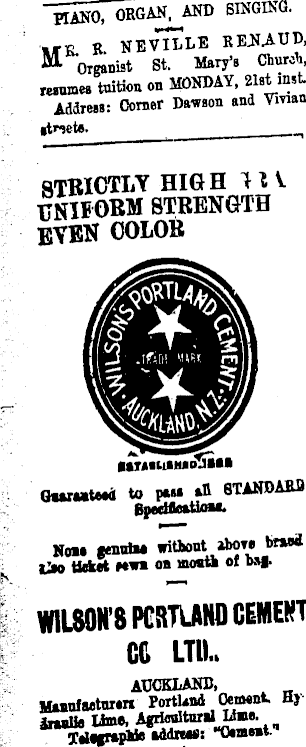 PIANO, ORGAN, AND SINGING.
MR. R. NEVILLE RENAUD,
Organist St. Mary's Church,
resumes tuition on MONDAY, 21st inst.
Address: Corner Dawson and Vivian
streets.
STRICTLY HIGH
UNIFORM STRENGTH
EVEN COLOR
WILSON'S PORTLAND CEMENT
TRADE MARK
AUCKLAND, N.Z.
ESTABLISHED
Guaranteed to pass all STANDARD
Specifications.
None genuine without above brand
also ticket sewn on mouth of bag.
WILSON'S PORTLAND CEMENT
CO LTD.,
AUCKLAND,
Manufacturers Portland Cement, Hy-
draulic Lime, Agricultural Lime.
Telegraphic address: "Cement."